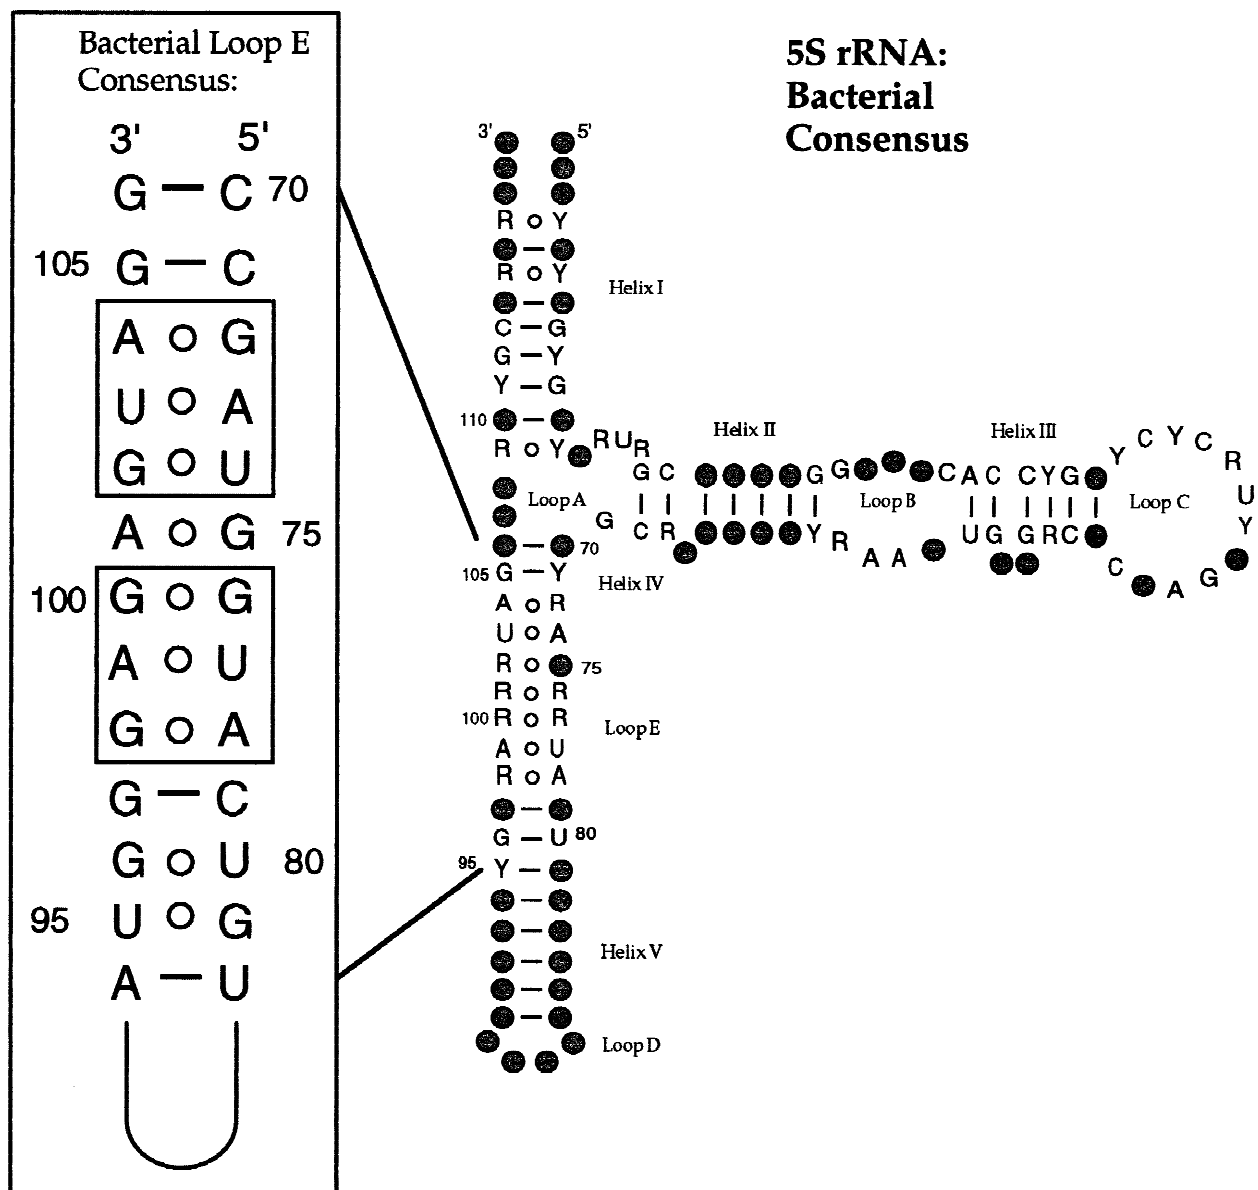 Bacterial Loop E
Consensus:
3' 5'
G C 70
105 G C
A G
U A
G U
A G 75
100 G G
A U
G A
G C
G U 80
95 U G
A U
5S rRNA:
Bacterial
Consensus
3' 5'
R Y
R Y
Helix I
C G
G Y
Y G
110
R Y R U R
Helix II
Helix III
G C G G C A C C Y G Y C Y C R U Y
Loop A
Loop B
Loop C
G C R Y R A A U G G R C C A G
70
105 G Y
Helix IV
A R
U A
R 75
R R
100 R R
Loop E
A U
R A
G U 80
95 Y
Helix V
Loop D